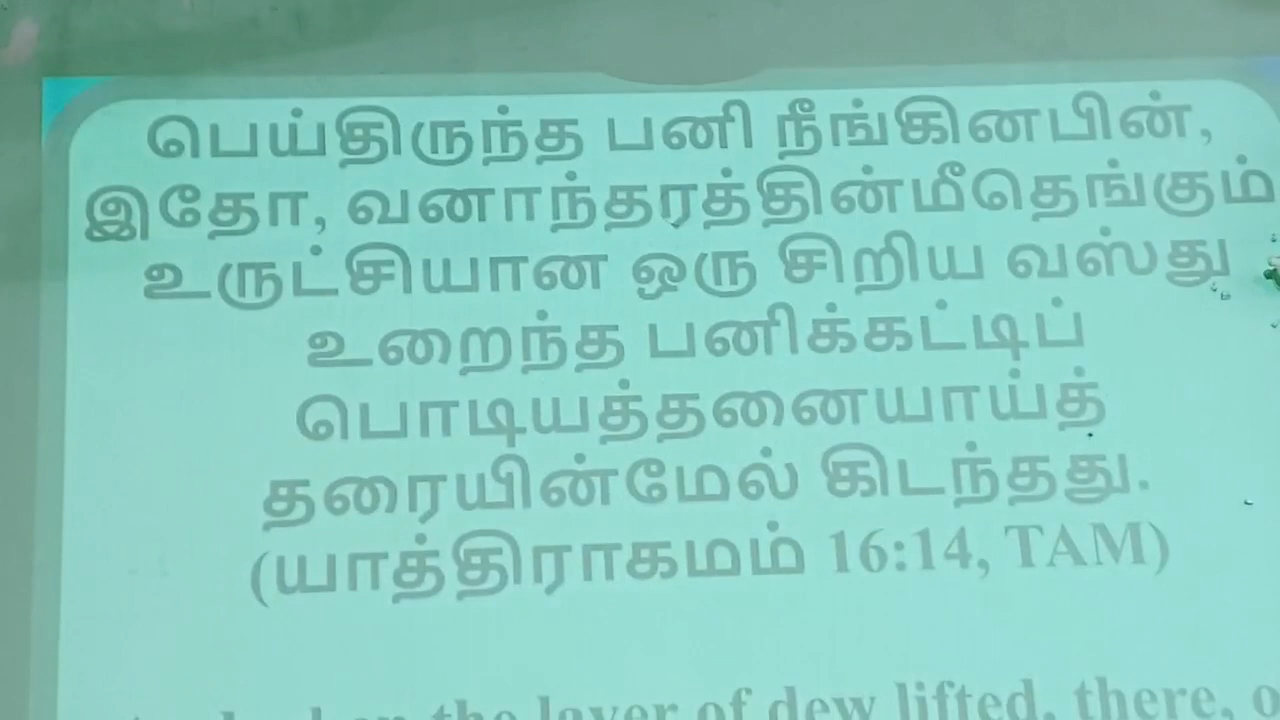 பெய்திருந்த பனி நீங்கினபின்,
இதோ, வனாந்தரத்தின்மீதெங்கும்
உருட்சியான ஒரு சிறிய வஸ்து
உறைந்த பனிக்கட்டிப்
பொடியத்தனையாய்த்
தரையின்மேல் கிடந்தது.
(யாத்திராகமம் 16:14, TAM)
the layer of dew lifted, there, o